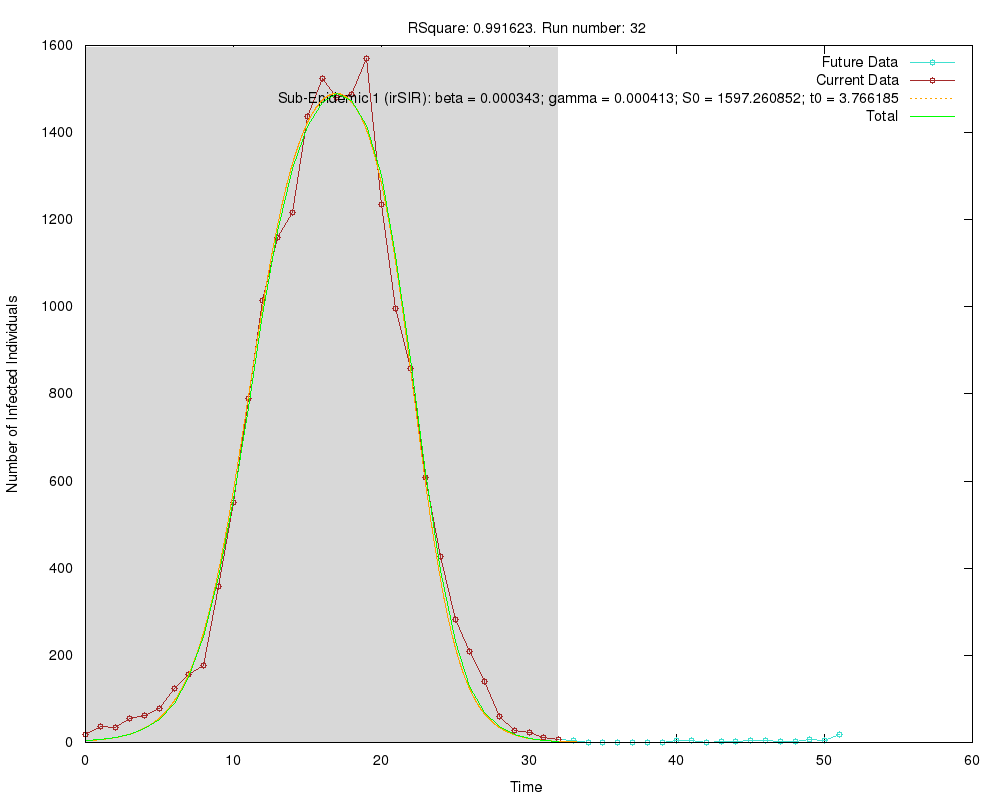 RSquare: 0.991623. Run number: 32
Future Data
Current Data
Sub-Epidemic 1 (irSIR): beta = 0.000343; gamma = 0.000413; S0 = 1597.260852; t0 = 3.766185
Total
Number of Infected Individuals
1600
1400
1200
1000
800
600
400
200
0
0 10 20 30 40 50 60
Time